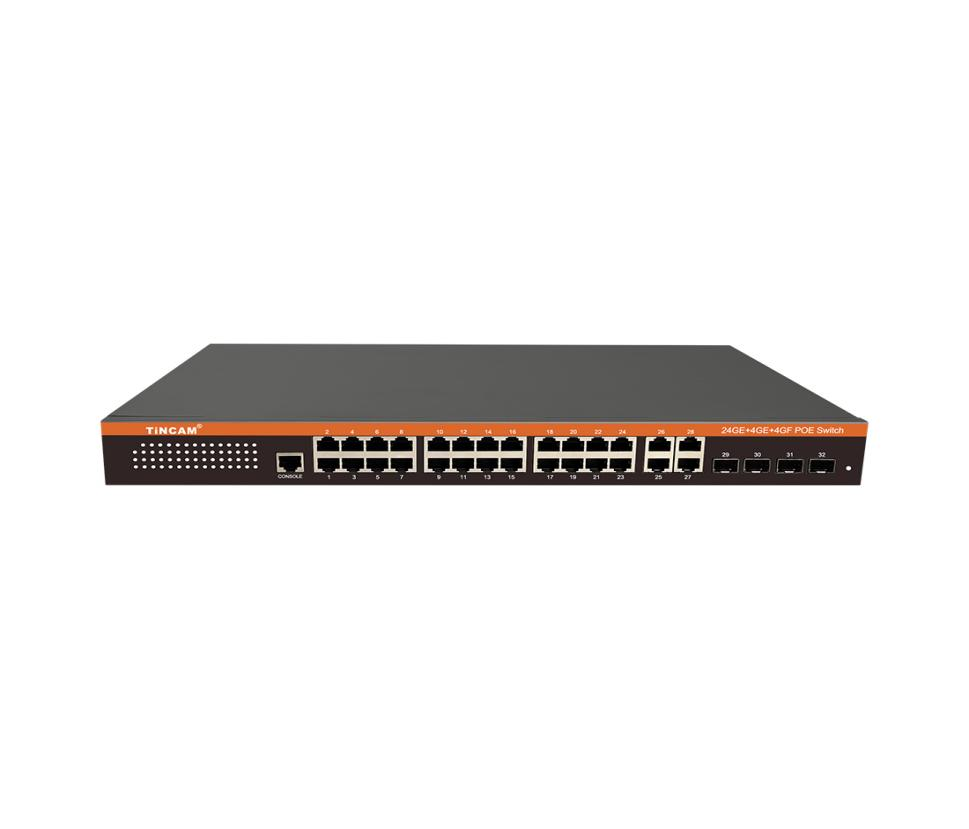 TiNCAM®
24GE+4GE+4GF POE Switch
2 4 6 8 10 12 14 16 18 20 22 24 26 28
29 30 31 32
CONSOLE
1 3 5 7 9 11 13 15 17 19 21 23 25 27